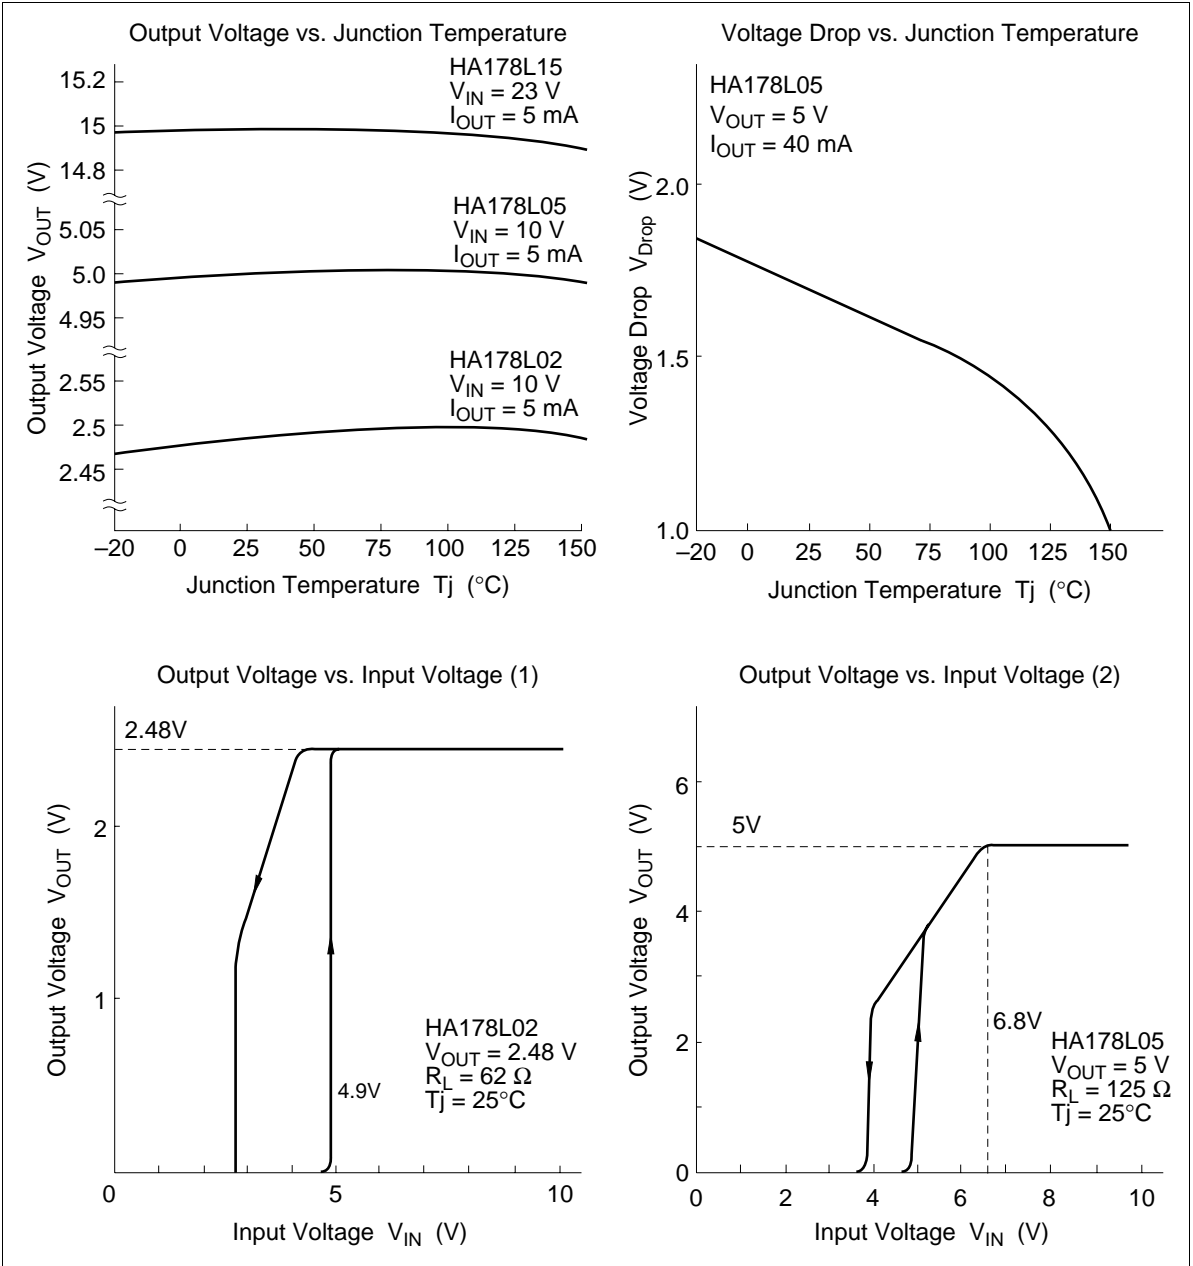 Output Voltage vs. Junction Temperature
HA178L15
V_IN = 23 V
I_OUT = 5 mA
15.2
15
14.8
HA178L05
V_IN = 10 V
I_OUT = 5 mA
5.05
5.0
4.95
HA178L02
V_IN = 10 V
I_OUT = 5 mA
2.55
2.5
2.45
Output Voltage V_OUT (V)
–20 0 25 50 75 100 125 150
Junction Temperature Tj (°C)
Voltage Drop vs. Junction Temperature
HA178L05
V_OUT = 5 V
I_OUT = 40 mA
2.0
1.5
1.0
Voltage Drop V_Drop (V)
–20 0 25 50 75 100 125 150
Junction Temperature Tj (°C)
Output Voltage vs. Input Voltage (1)
2.48V
2
1
Output Voltage V_OUT (V)
HA178L02
V_OUT = 2.48 V
R_L = 62 Ω
Tj = 25°C
4.9V
0 5 10
Input Voltage V_IN (V)
Output Voltage vs. Input Voltage (2)
6
5V
4
2
0
Output Voltage V_OUT (V)
6.8V
HA178L05
V_OUT = 5 V
R_L = 125 Ω
Tj = 25°C
0 2 4 6 8 10
Input Voltage V_IN (V)